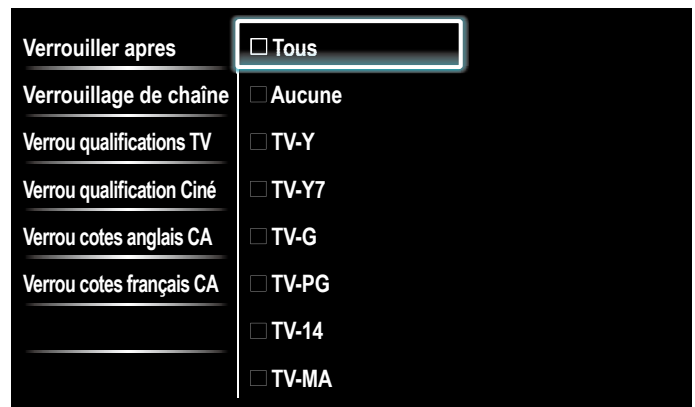 Verrouiller apres
Verrouillage de chaîne
Verrou qualifications TV
Verrou qualification Ciné
Verrou cotes anglais CA
Verrou cotes français CA
Tous
Aucune
TV-Y
TV-Y7
TV-G
TV-PG
TV-14
TV-MA